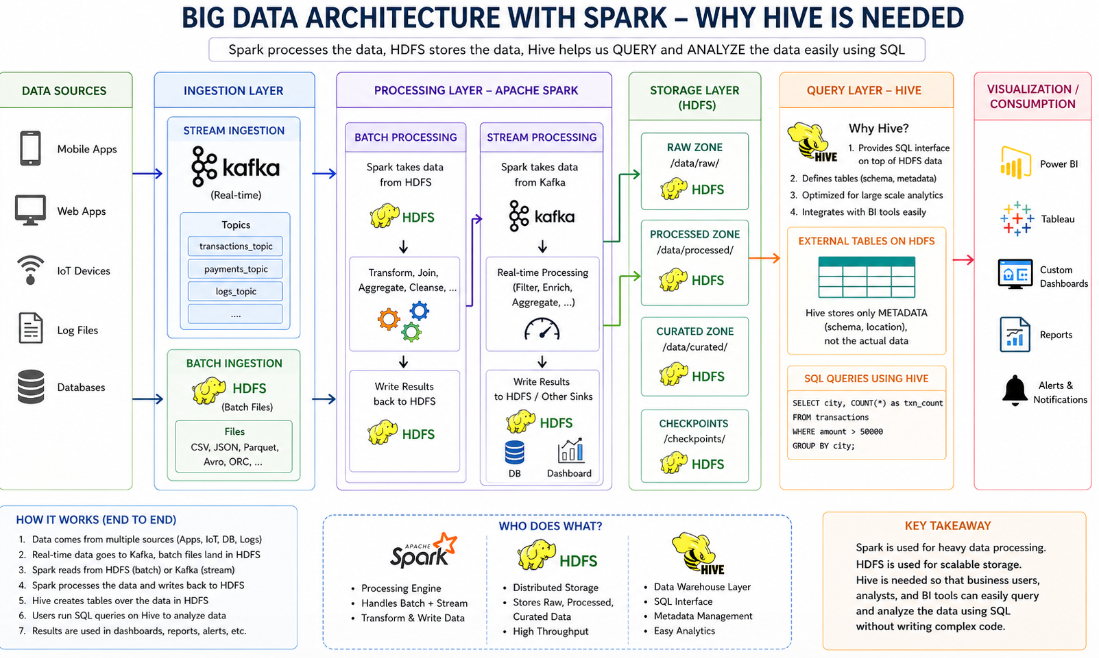 BIG DATA ARCHITECTURE WITH SPARK – WHY HIVE IS NEEDED
Spark processes the data, HDFS stores the data, Hive helps us QUERY and ANALYZE the data easily using SQL
DATA SOURCES
Mobile Apps
Web Apps
IoT Devices
Log Files
Databases
INGESTION LAYER
STREAM INGESTION
kafka
(Real-time)
Topics
transactions_topic
payments_topic
logs_topic
....
BATCH INGESTION
HDFS
(Batch Files)
Files
CSV, JSON, Parquet,
Avro, ORC, ...
PROCESSING LAYER – APACHE SPARK
BATCH PROCESSING
Spark takes data
from HDFS
HDFS
Transform, Join,
Aggregate, Cleanse, ...
Write Results
back to HDFS
HDFS
STREAM PROCESSING
Spark takes data
from Kafka
kafka
Real-time Processing
(Filter, Enrich,
Aggregate, ...)
Write Results
to HDFS / Other Sinks
HDFS
DB
Dashboard
STORAGE LAYER
(HDFS)
RAW ZONE
/data/raw/
HDFS
PROCESSED ZONE
/data/processed/
HDFS
CURATED ZONE
/data/curated/
HDFS
CHECKPOINTS
/checkpoints/
HDFS
QUERY LAYER – HIVE
HIVE
Why Hive?
1. Provides SQL interface
on top of HDFS data
2. Defines tables (schema, metadata)
3. Optimized for large scale analytics
4. Integrates with BI tools easily
EXTERNAL TABLES ON HDFS
Hive stores only METADATA
(schema, location),
not the actual data
SQL QUERIES USING HIVE
SELECT city, COUNT(*) as txn_count
FROM transactions
WHERE amount > 50000
GROUP BY city;
VISUALIZATION /
CONSUMPTION
Power BI
Tableau
Custom
Dashboards
Reports
Alerts &
Notifications
HOW IT WORKS (END TO END)
1. Data comes from multiple sources (Apps, IoT, DB, Logs)
2. Real-time data goes to Kafka, batch files land in HDFS
3. Spark reads from HDFS (batch) or Kafka (stream)
4. Spark processes the data and writes back to HDFS
5. Hive creates tables over the data in HDFS
6. Users run SQL queries on Hive to analyze data
7. Results are used in dashboards, reports, alerts, etc.
WHO DOES WHAT?
APACHE
Spark
• Processing Engine
• Handles Batch + Stream
• Transform & Write Data
HDFS
• Distributed Storage
• Stores Raw, Processed,
Curated Data
• High Throughput
HIVE
• Data Warehouse Layer
• SQL Interface
• Metadata Management
• Easy Analytics
KEY TAKEAWAY
Spark is used for heavy data processing.
HDFS is used for scalable storage.
Hive is needed so that business users,
analysts, and BI tools can easily query
and analyze the data using SQL
without writing complex code.